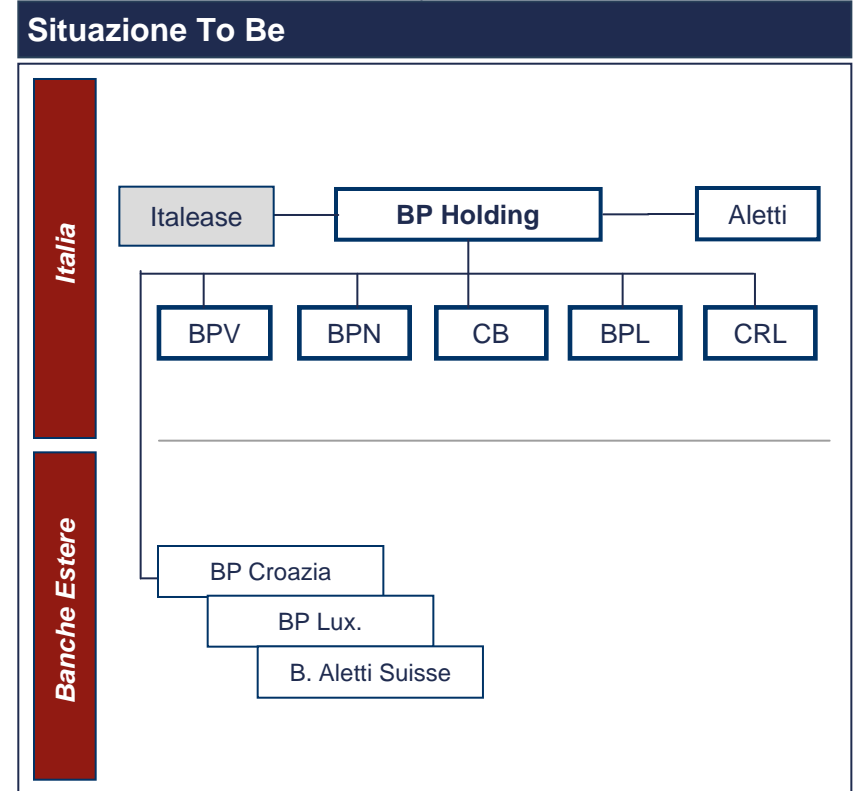 Situazione To Be
Italia
Italease
BP Holding
Aletti
BPV
BPN
CB
BPL
CRL
Banche Estere
BP Croazia
BP Lux.
B. Aletti Suisse